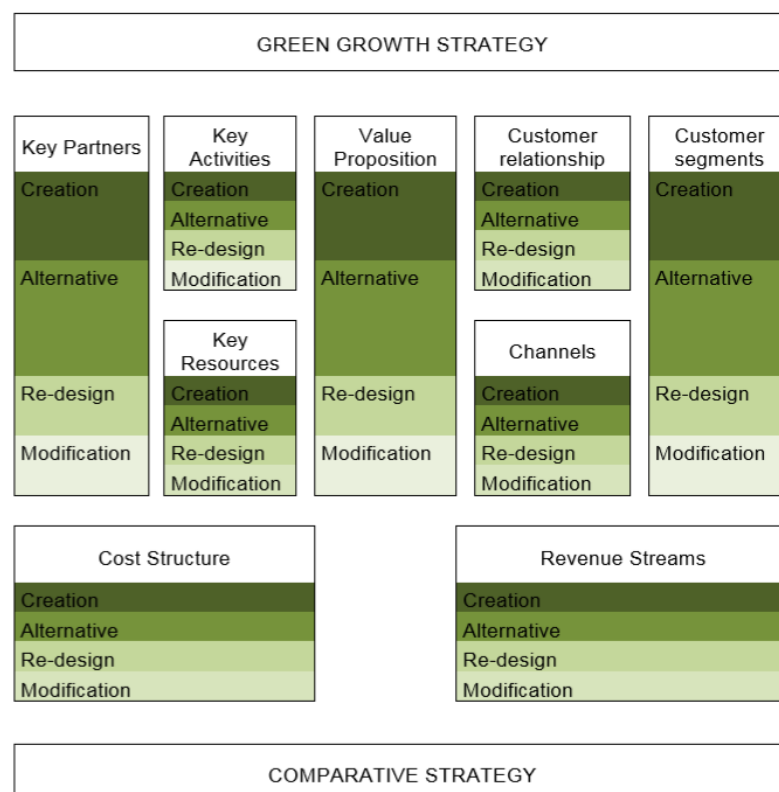 GREEN GROWTH STRATEGY
Key Partners
Creation
Alternative
Re-design
Modification
Key
Activities
Creation
Alternative
Re-design
Modification
Key
Resources
Creation
Alternative
Re-design
Modification
Value
Proposition
Creation
Alternative
Re-design
Modification
Customer
relationship
Creation
Alternative
Re-design
Modification
Channels
Creation
Alternative
Re-design
Modification
Customer
segments
Creation
Alternative
Re-design
Modification
Cost Structure
Creation
Alternative
Re-design
Modification
Revenue Streams
Creation
Alternative
Re-design
Modification
COMPARATIVE STRATEGY